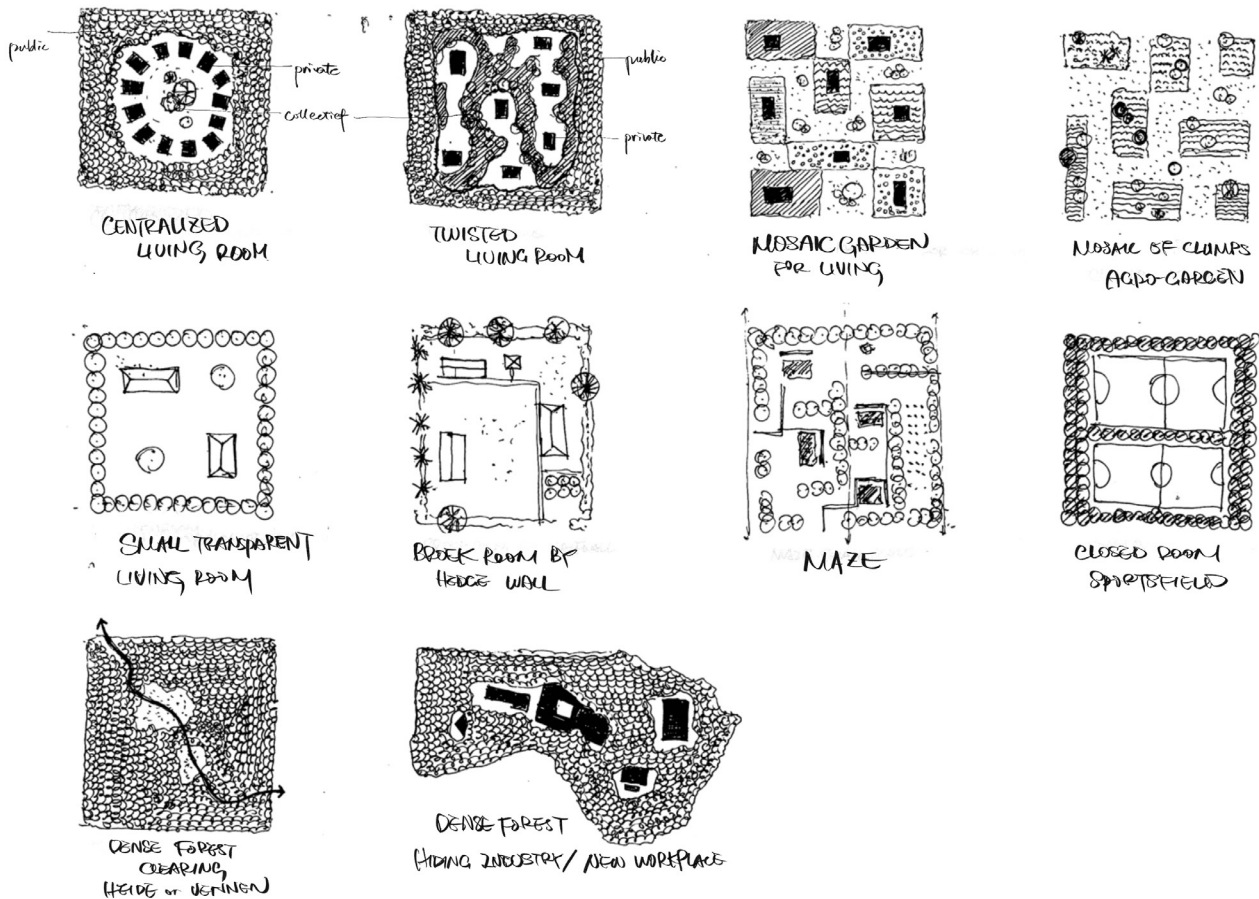 public
private
collectief
public
private
CENTRALIZED
LIVING ROOM
TWISTED
LIVING ROOM
MOSAIC GARDEN
FOR LIVING
MOSAIC OF CLUMPS
AGRO-GARDEN
SMALL TRANSPARENT
LIVING ROOM
BROEK ROOM BY
HEDGE WALL
MAZE
CLOSED ROOM
SPORTSFIELD
DENSE FOREST
CLEARING
HEIDE or VENNEN
DENSE FOREST
HIDING INDUSTRY / NEW WORKPLACE